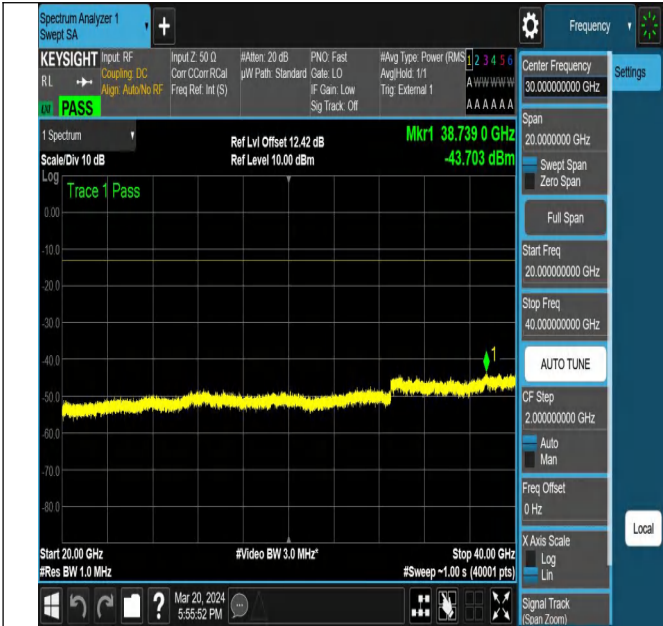 Spectrum Analyzer 1
Swept SA
+
Frequency
KEYSIGHT
RL
PASS
Input: RF
Coupling: DC
Align: Auto/No RF
Input Z: 50 Ω
Corr CCorr RCal
Freq Ref: Int (S)
#Atten: 20 dB
µW Path: Standard
PNO: Fast
Gate: LO
IF Gain: Low
Sig Track: Off
#Avg Type: Power (RMS
Avg|Hold: 1/1
Trig: External 1
1 2 3 4 5 6
A W W W W W
A A A A A A
1 Spectrum
Scale/Div 10 dB
Ref Lvl Offset 12.42 dB
Ref Level 10.00 dBm
Mkr1 38.739 0 GHz
-43.703 dBm
Log
Trace 1 Pass
0.00
-10.0
-20.0
-30.0
-40.0
-50.0
-60.0
-70.0
-80.0
1
Start 20.00 GHz
#Res BW 1.0 MHz
#Video BW 3.0 MHz*
Stop 40.00 GHz
#Sweep ~1.00 s (40001 pts)
?
Mar 20, 2024
5:55:52 PM
Center Frequency
30.000000000 GHz
Settings
Span
20.0000000 GHz
Swept Span
Zero Span
Full Span
Start Freq
20.000000000 GHz
Stop Freq
40.000000000 GHz
AUTO TUNE
CF Step
2.000000000 GHz
Auto
Man
Freq Offset
0 Hz
X Axis Scale
Log
Lin
Local
Signal Track
(Span Zoom)